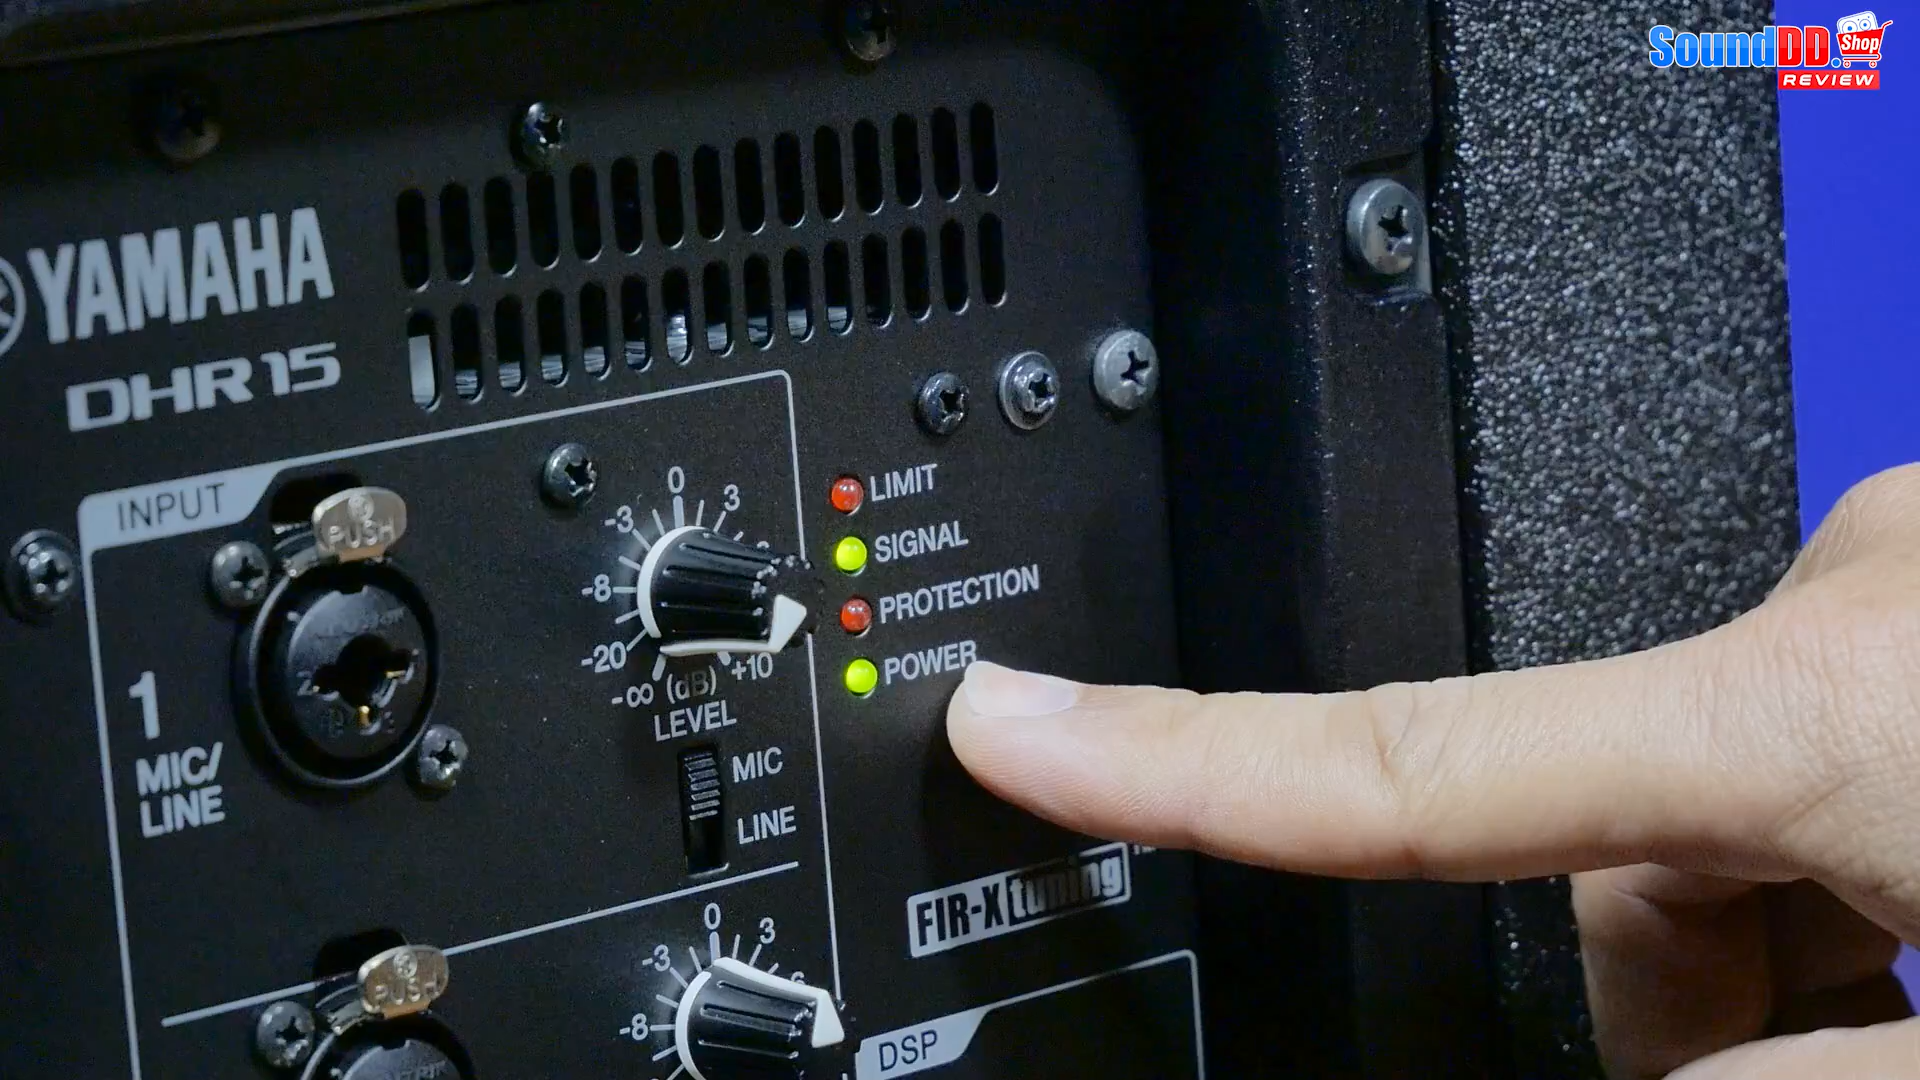 SoundDD.Shop
REVIEW
YAMAHA
DHR15
INPUT
PUSH
1
MIC/
LINE
0
-3
3
-8
-20
-∞ (dB) +10
LEVEL
MIC
LINE
LIMIT
SIGNAL
PROTECTION
POWER
FIR-X tuning
PUSH
0
-3
3
-8
DSP